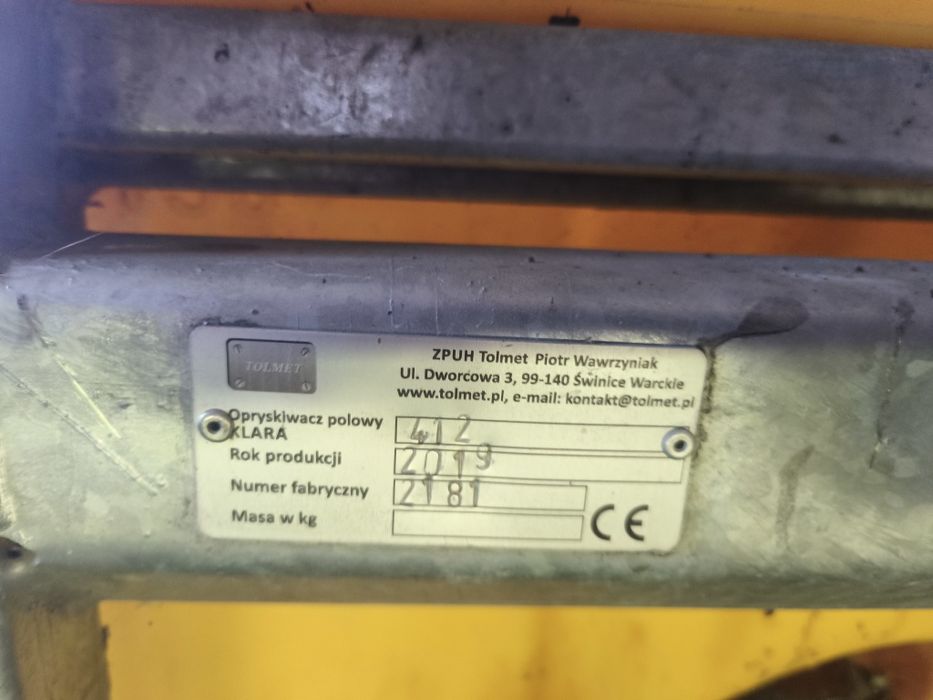 TOLMET
ZPUH Tolmet Piotr Wawrzyniak
Ul. Dworcowa 3, 99-140 Świnice Warckie
www.tolmet.pl, e-mail: kontakt@tolmet.pl
Opryskiwacz polowy
KLARA 412
Rok produkcji 2019
Numer fabryczny 2181
Masa w kg
CE